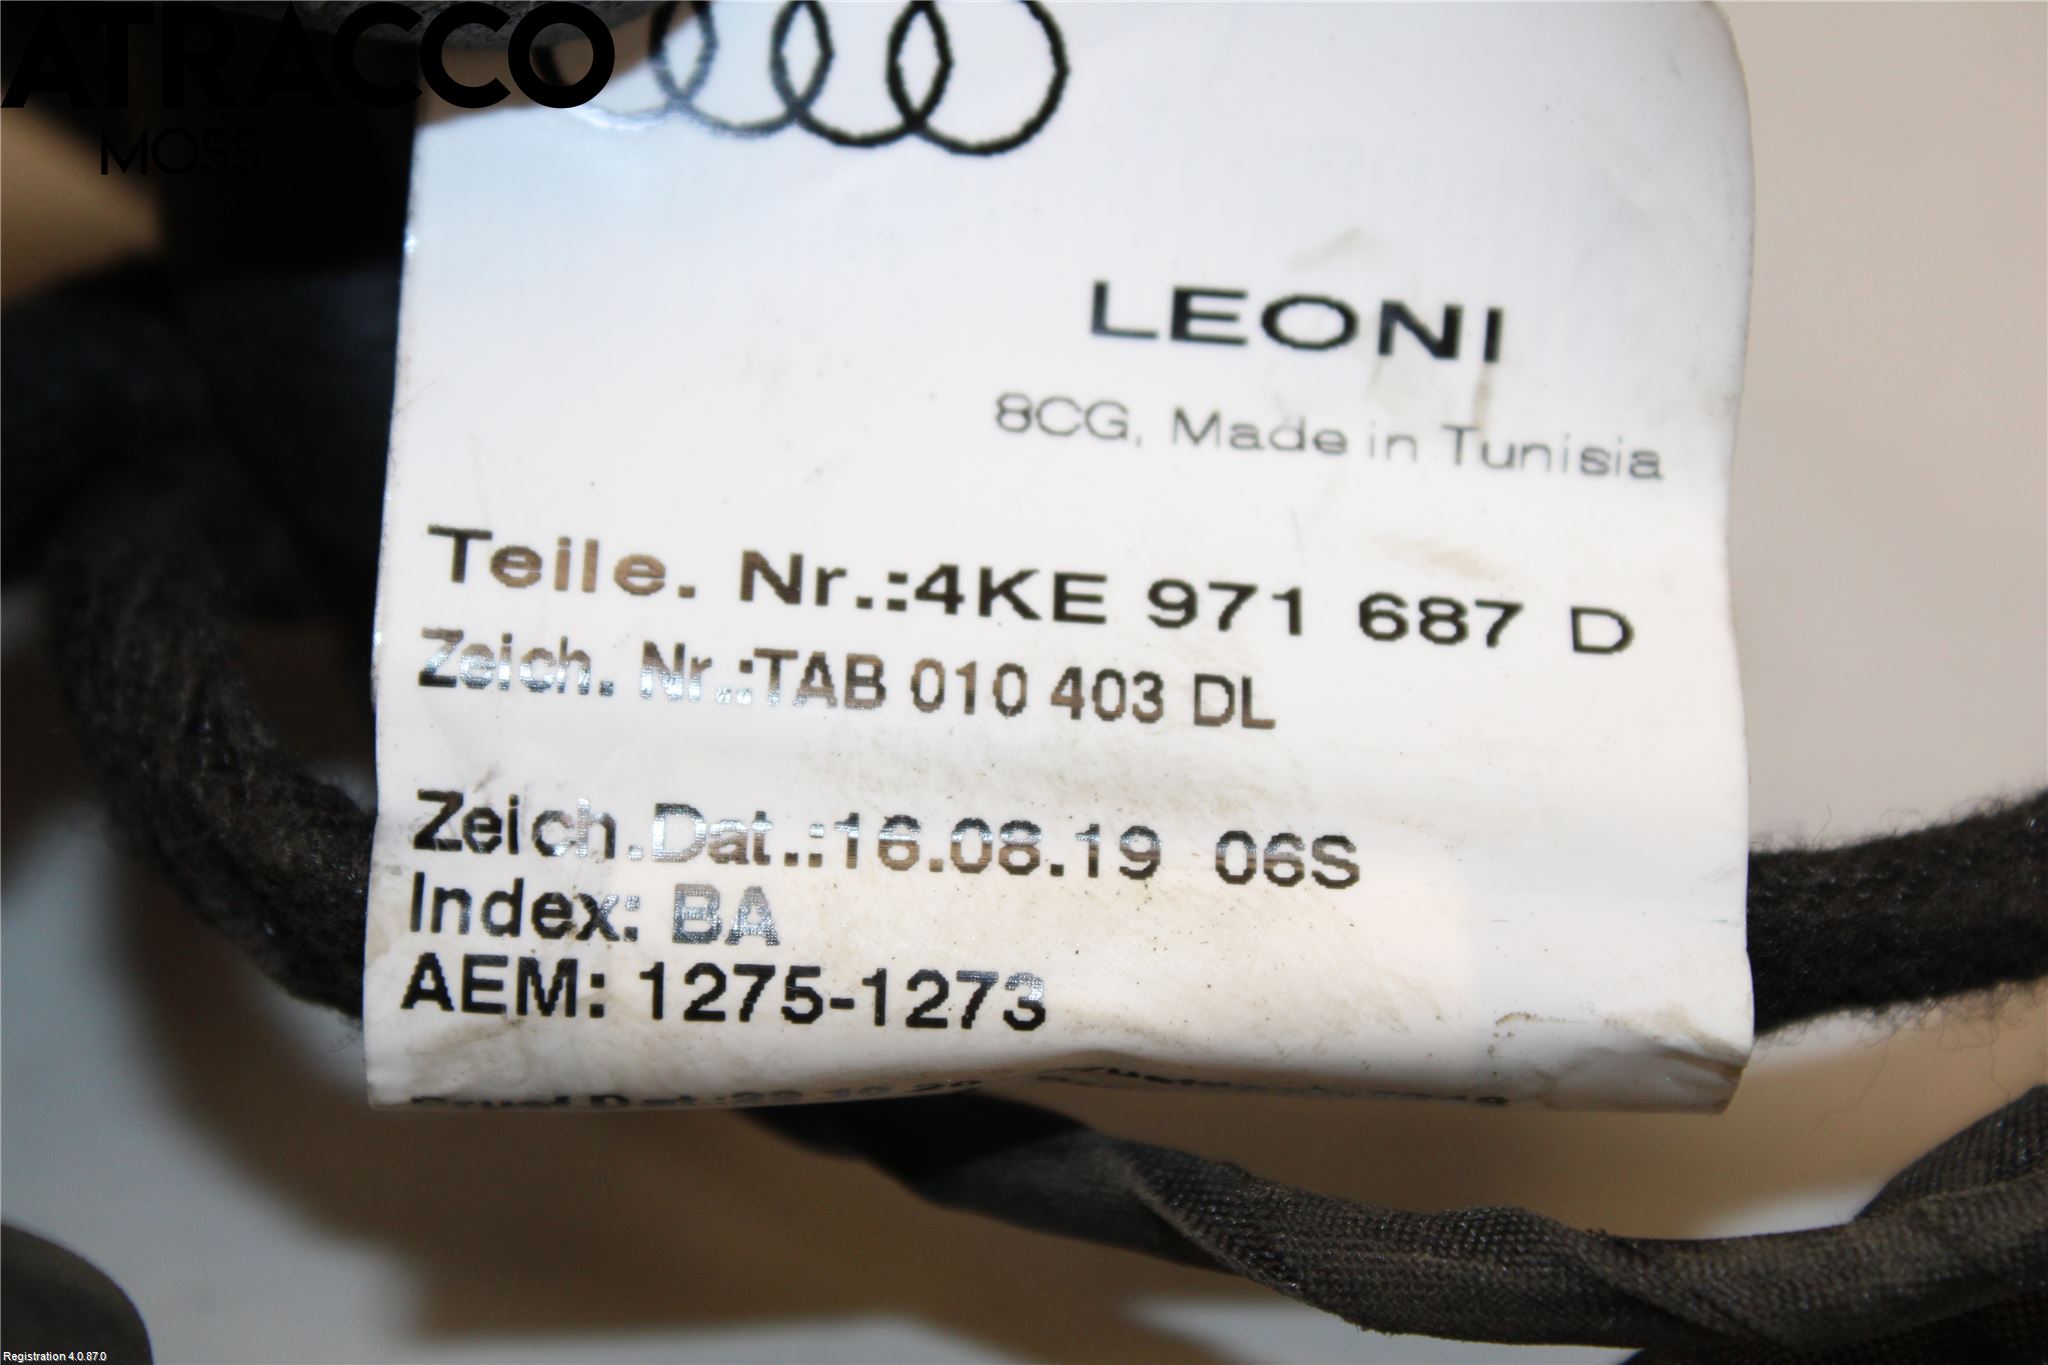 ATRACCO
MOSS
LEONI
8CG, Made in Tunisia
Teile. Nr.:4KE 971 687 D
Zeich. Nr.:TAB 010 403 DL
Zeich.Dat.:16.08.19 06S
Index: BA
AEM: 1275-1273
Registration 4.0.87.0